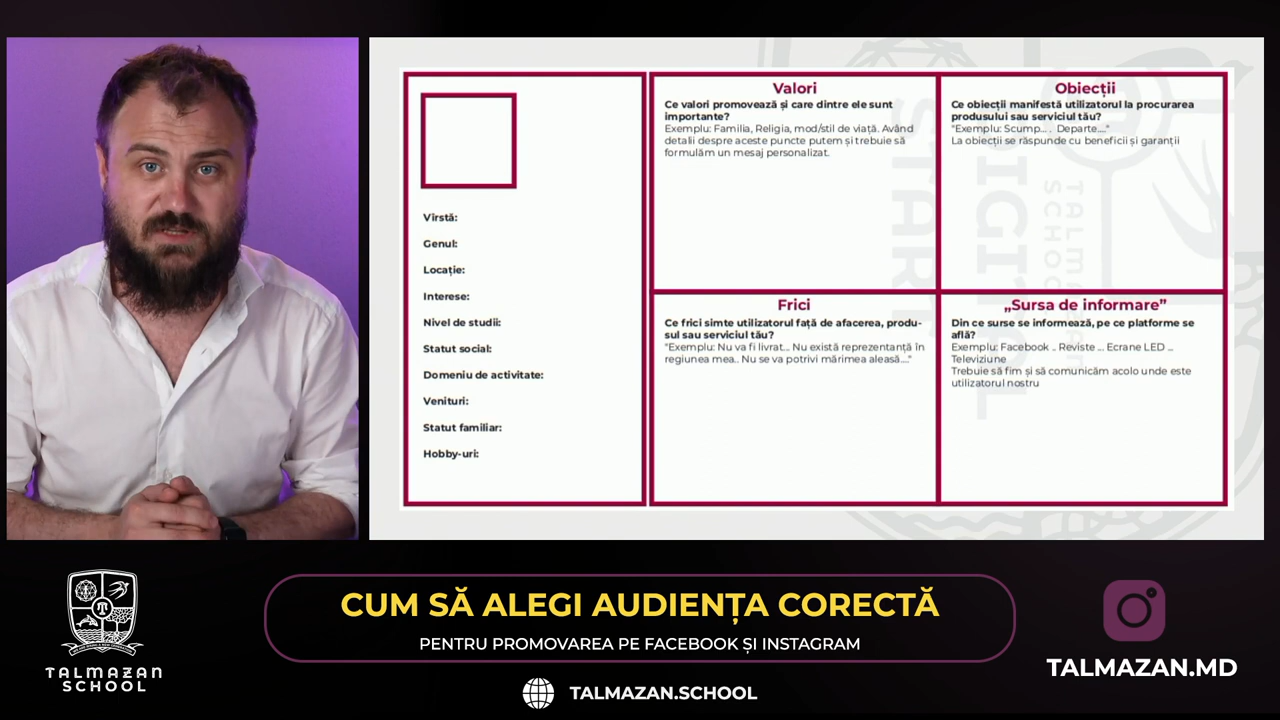 Vîrstă:
Genul:
Locație:
Interese:
Nivel de studii:
Statut social:
Domeniu de activitate:
Venituri:
Statut familiar:
Hobby-uri:
Valori
Ce valori promovează și care dintre ele sunt
importante?
Exemplu: Familia, Religia, mod/stil de viață. Având
detalii despre aceste puncte putem și trebuie să
formulăm un mesaj personalizat.
Obiecții
Ce obiecții manifestă utilizatorul la procurarea
produsului sau serviciul tău?
"Exemplu: Scump... . Departe...."
La obiecții se răspunde cu beneficii și garanții
Frici
Ce frici simte utilizatorul față de afacerea, produ-
sul sau serviciul tău?
"Exemplu: Nu va fi livrat... Nu există reprezentanță în
regiunea mea.. Nu se va potrivi mărimea aleasă...."
„Sursa de informare”
Din ce surse se informează, pe ce platforme se
află?
Exemplu: Facebook .. Reviste ... Ecrane LED ...
Televiziune
Trebuie să fim și să comunicăm acolo unde este
utilizatorul nostru
START
DIGITAL
TALMAZAN
SCHOOL
CUM SĂ ALEGI AUDIENȚA CORECTĂ
PENTRU PROMOVAREA PE FACEBOOK ȘI INSTAGRAM
TALMAZAN
SCHOOL
TALMAZAN.SCHOOL
TALMAZAN.MD